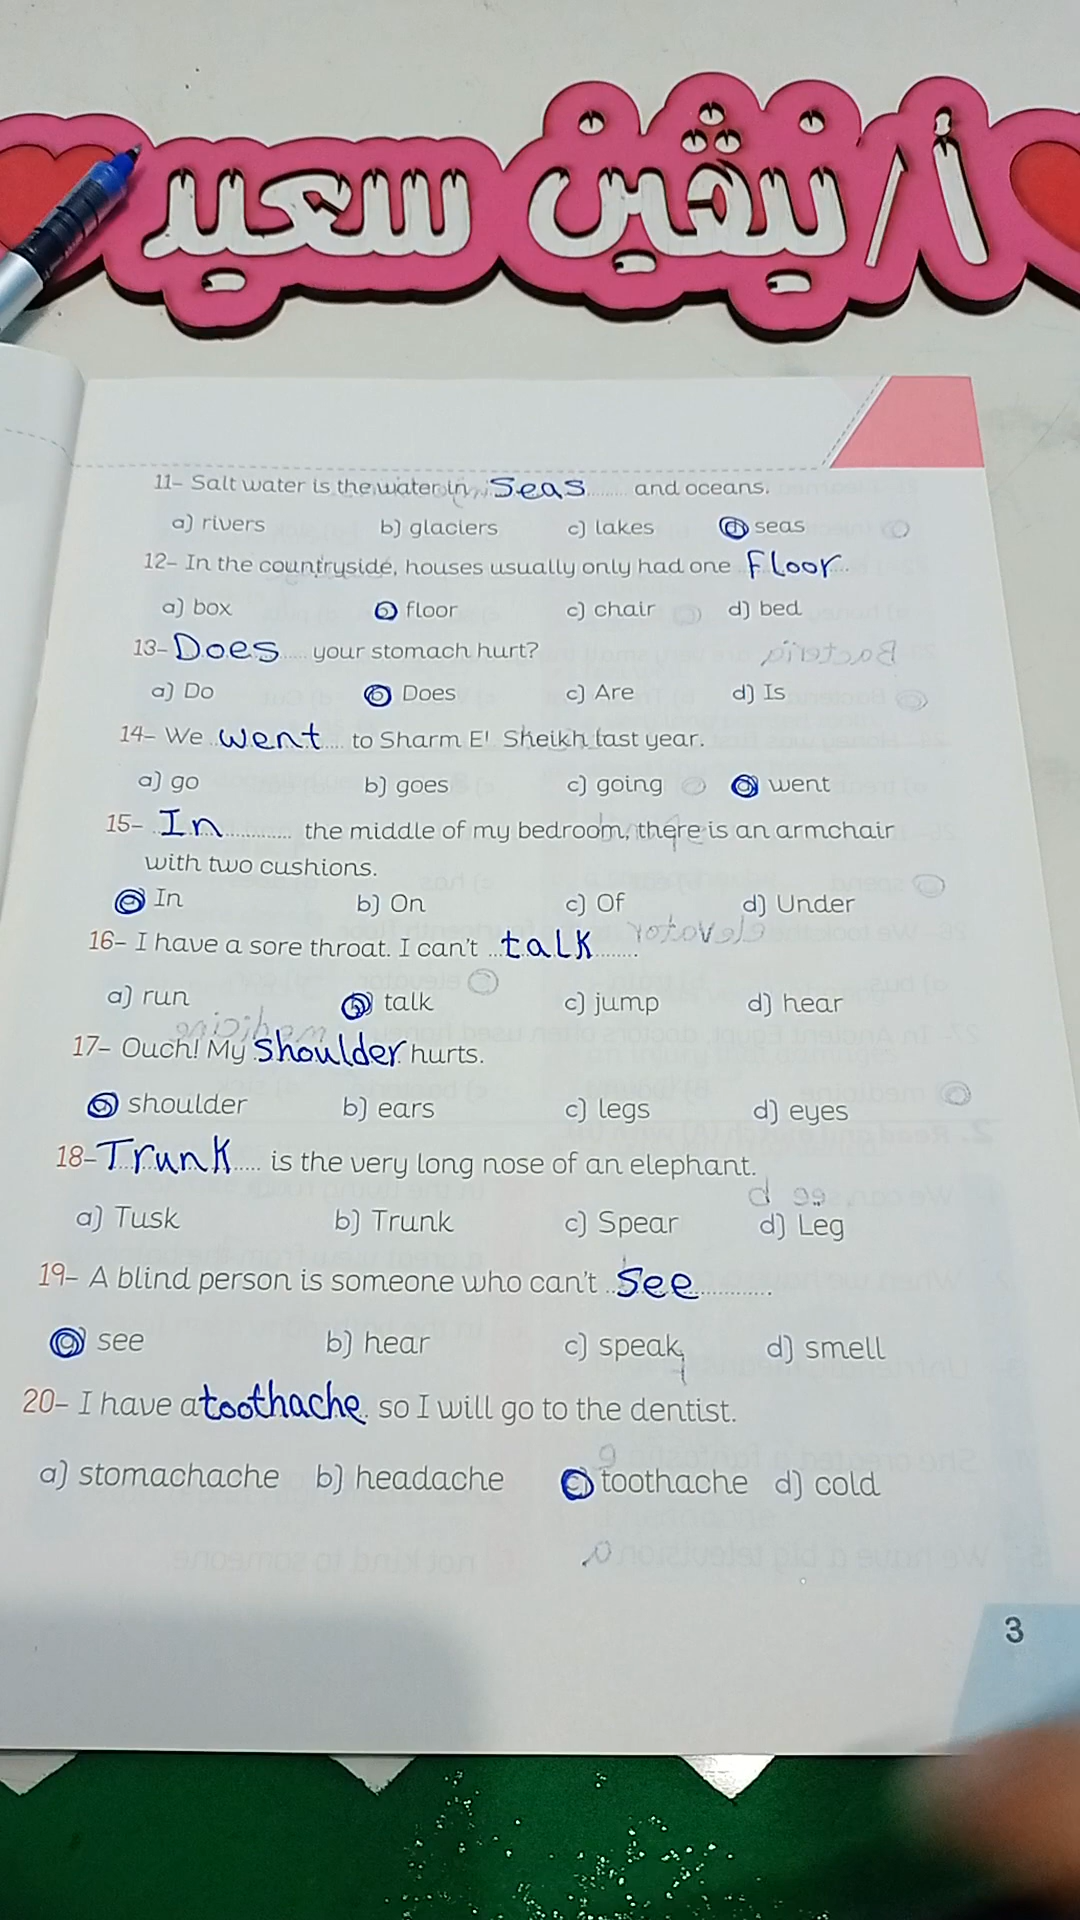 أ/ يقين سعيد
11- Salt water is the water in Seas and oceans.
a) rivers b) glaciers c) lakes d) seas
12- In the countryside, houses usually only had one Floor
a) box b) floor c) chair d) bed
13- Does your stomach hurt?
a) Do b) Does c) Are d) Is
14- We went to Sharm El Sheikh last year.
a) go b) goes c) going d) went
15- In the middle of my bedroom, there is an armchair
with two cushions.
a) In b) On c) Of d) Under
16- I have a sore throat. I can't talk
a) run b) talk c) jump d) hear
17- Ouch! My Shoulder hurts.
a) shoulder b) ears c) legs d) eyes
18- Trunk is the very long nose of an elephant.
a) Tusk b) Trunk c) Spear d) Leg
19- A blind person is someone who can't See
a) see b) hear c) speak d) smell
20- I have a toothache so I will go to the dentist.
a) stomachache b) headache c) toothache d) cold
3